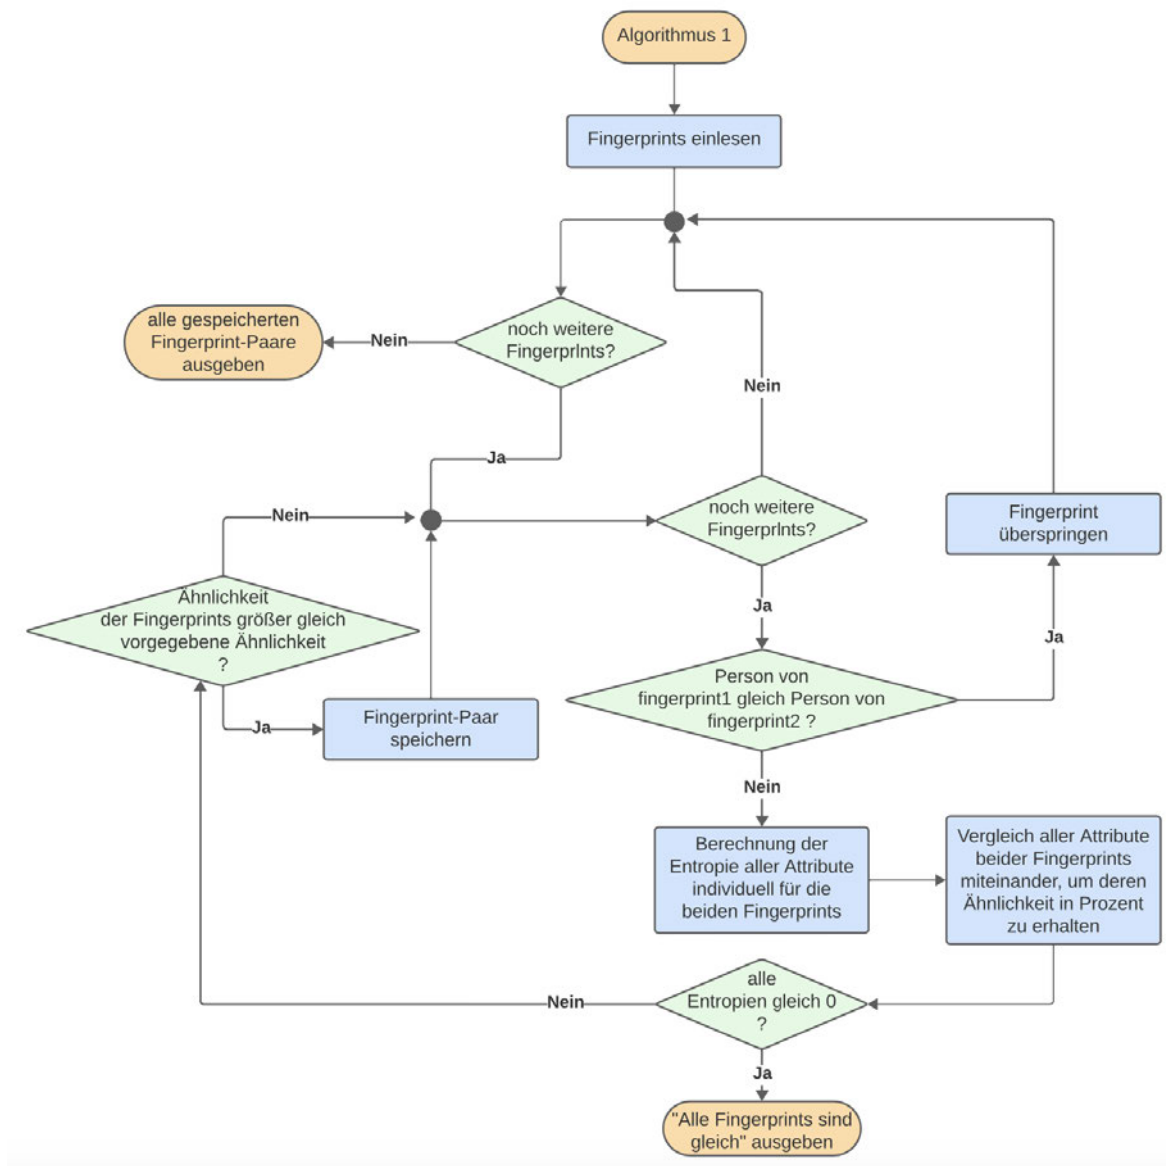 Algorithmus 1
Fingerprints einlesen
alle gespeicherten
Fingerprint-Paare
ausgeben
Nein
noch weitere
FingerprInts?
Nein
Ja
Nein
noch weitere
FingerprInts?
Fingerprint
überspringen
Ähnlichkeit
der Fingerprints größer gleich
vorgegebene Ähnlichkeit
?
Ja
Ja
Person von
fingerprint1 gleich Person von
fingerprint2 ?
Ja
Fingerprint-Paar
speichern
Nein
Berechnung der
Entropie aller Attribute
individuell für die
beiden Fingerprints
Vergleich aller Attribute
beider Fingerprints
miteinander, um deren
Ähnlichkeit in Prozent
zu erhalten
Nein
alle
Entropien gleich 0
?
Ja
"Alle Fingerprints sind
gleich" ausgeben